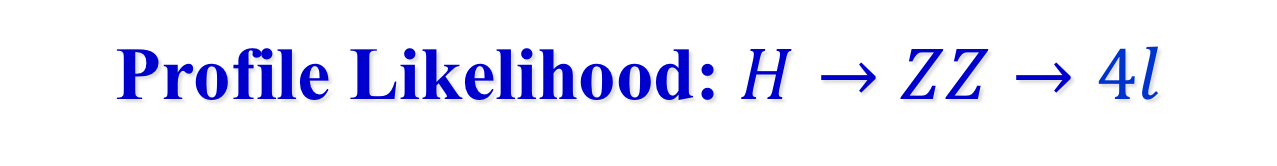 Profile Likelihood: H → ZZ → 4l